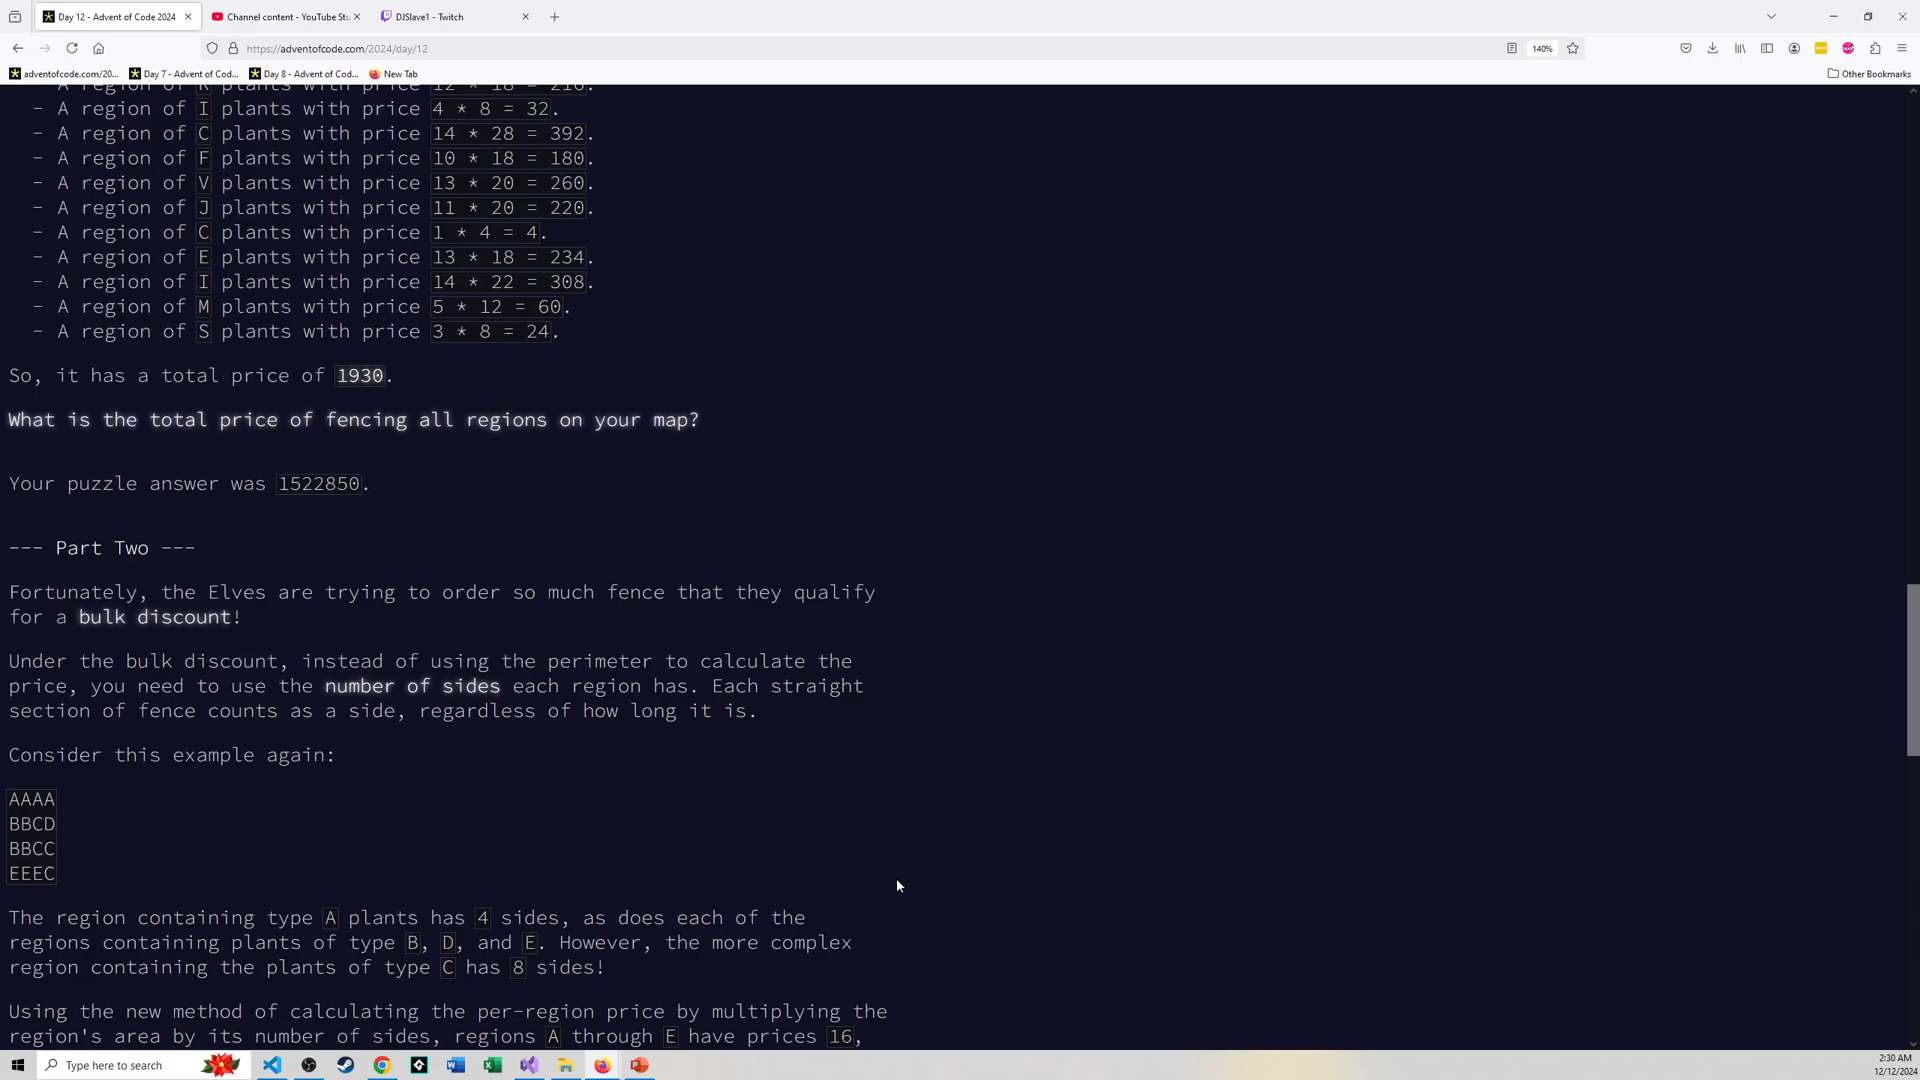 Day 12 - Advent of Code 2024
Channel content - YouTube Stu
DJSlave1 - Twitch
https://adventofcode.com/2024/day/12
140%
adventofcode.com/20...
Day 7 - Advent of Cod...
Day 8 - Advent of Cod...
New Tab
Other Bookmarks
- A region of R plants with price 12 * 18 = 216.
- A region of I plants with price 4 * 8 = 32.
- A region of C plants with price 14 * 28 = 392.
- A region of F plants with price 10 * 18 = 180.
- A region of V plants with price 13 * 20 = 260.
- A region of J plants with price 11 * 20 = 220.
- A region of C plants with price 1 * 4 = 4.
- A region of E plants with price 13 * 18 = 234.
- A region of I plants with price 14 * 22 = 308.
- A region of M plants with price 5 * 12 = 60.
- A region of S plants with price 3 * 8 = 24.
So, it has a total price of 1930.
What is the total price of fencing all regions on your map?
Your puzzle answer was 1522850.
--- Part Two ---
Fortunately, the Elves are trying to order so much fence that they qualify
for a bulk discount!
Under the bulk discount, instead of using the perimeter to calculate the
price, you need to use the number of sides each region has. Each straight
section of fence counts as a side, regardless of how long it is.
Consider this example again:
AAAA
BBCD
BBCC
EEEC
The region containing type A plants has 4 sides, as does each of the
regions containing plants of type B, D, and E. However, the more complex
region containing the plants of type C has 8 sides!
Using the new method of calculating the per-region price by multiplying the
region's area by its number of sides, regions A through E have prices 16,
Type here to search
2:30 AM
12/12/2024